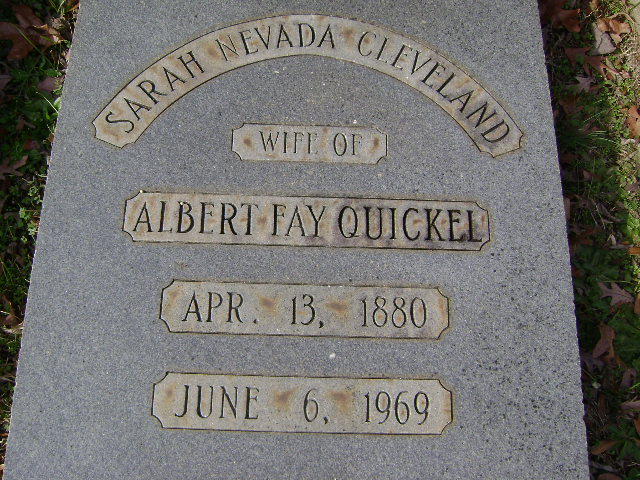 SARAH NEVADA CLEVELAND
WIFE OF
ALBERT FAY QUICKEL
APR. 13, 1880
JUNE 6, 1969